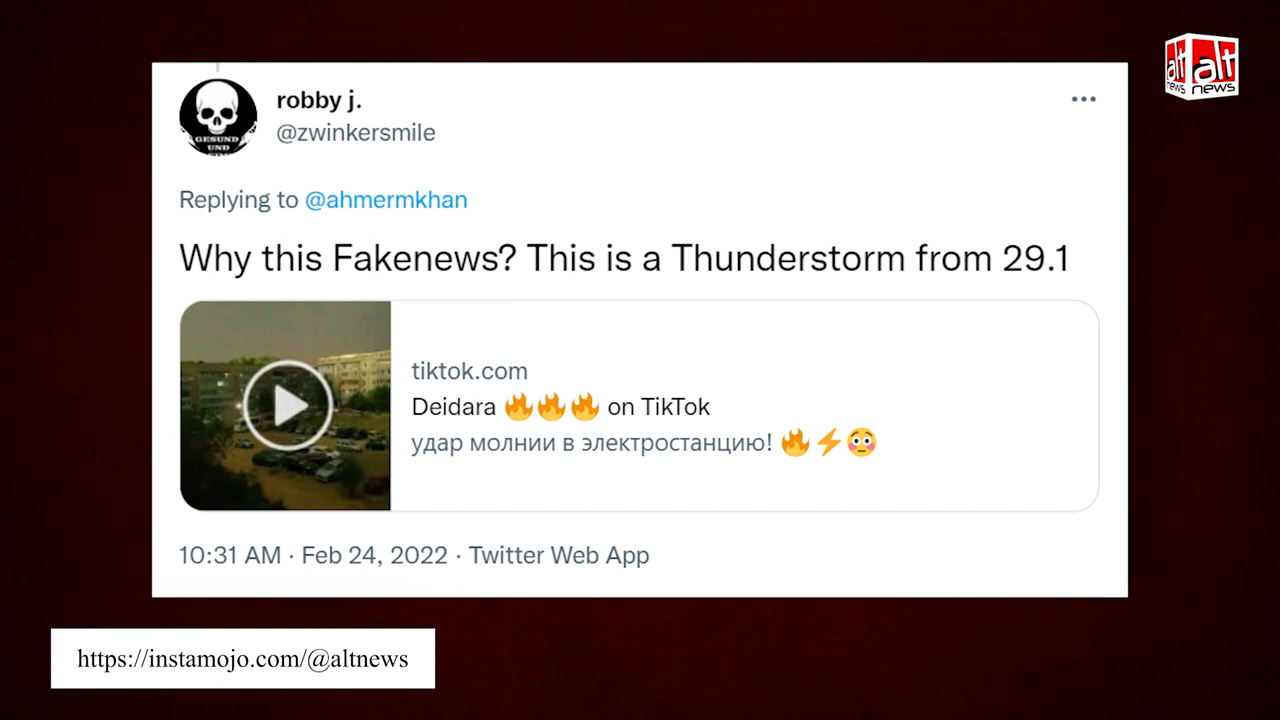 alt
news
alt
news
robby j.
@zwinkersmile
GESUND
UND
Replying to @ahmermkhan
Why this Fakenews? This is a Thunderstorm from 29.1
tiktok.com
Deidara 🔥🔥🔥 on TikTok
удар молнии в электростанцию! 🔥⚡😳
10:31 AM · Feb 24, 2022 · Twitter Web App
https://instamojo.com/@altnews